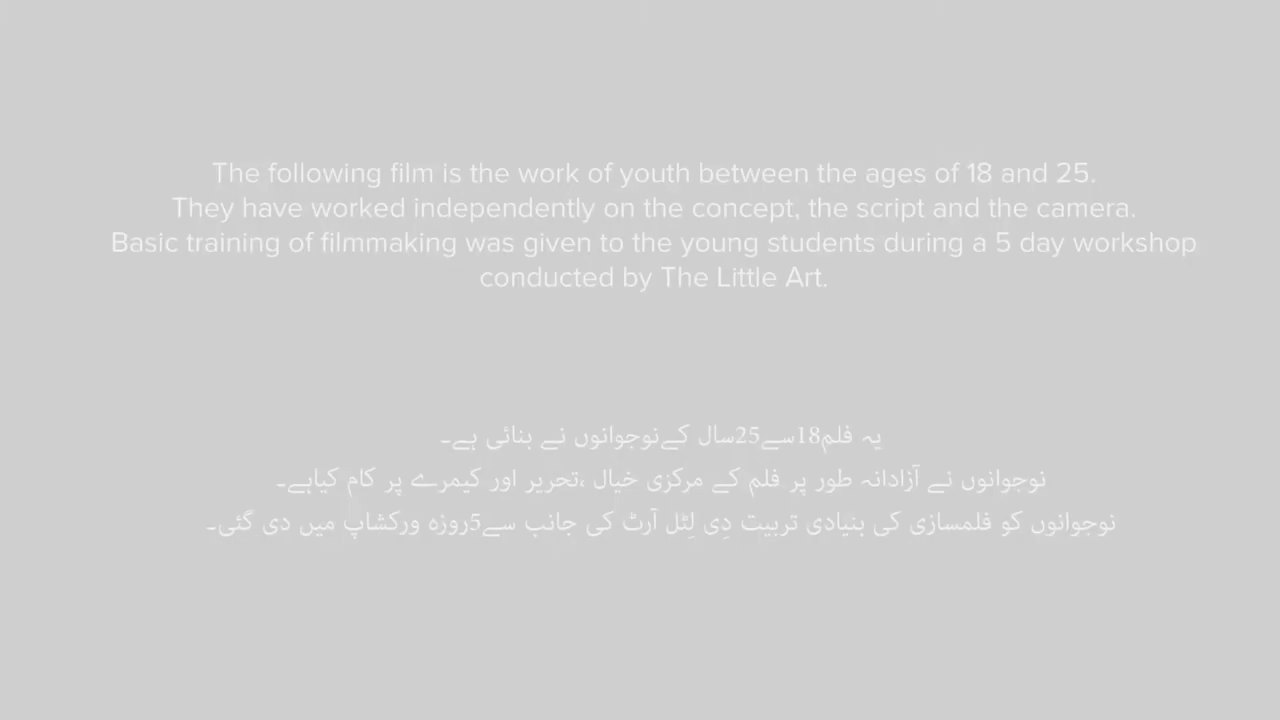 The following film is the work of youth between the ages of 18 and 25.
They have worked independently on the concept, the script and the camera.
Basic training of filmmaking was given to the young students during a 5 day workshop
conducted by The Little Art.
یہ فلم18سے25سال کےنوجوانوں نے بنائی ہے۔
نوجوانوں نے آزادانہ طور پر فلم کے مرکزی خیال ،تحریر اور کیمرے پر کام کیاہے۔
نوجوانوں کو فلمسازی کی بنیادی تربیت دِی لِٹل آرٹ کی جانب سے5روزہ ورکشاپ میں دی گئی۔